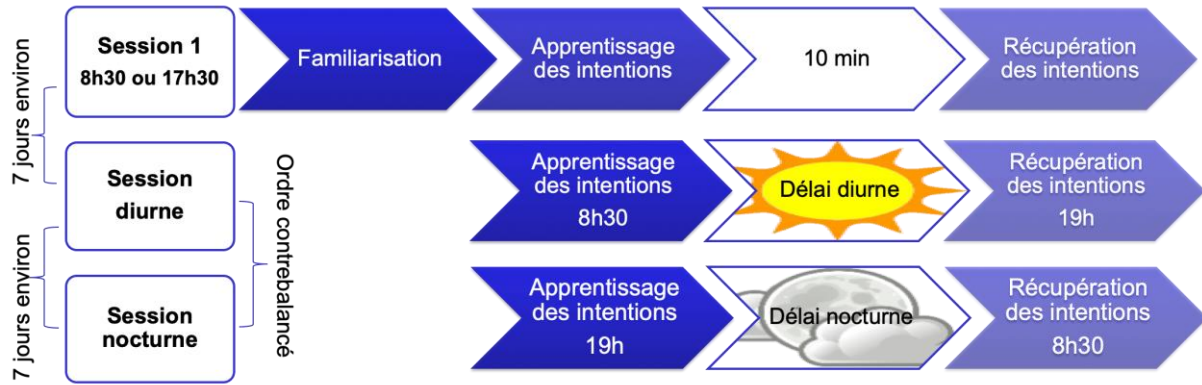 7 jours environ
7 jours environ
Session 1
8h30 ou 17h30
Familiarisation
Apprentissage
des intentions
10 min
Récupération
des intentions
Session
diurne
Ordre contrebalancé
Apprentissage
des intentions
8h30
Délai diurne
Récupération
des intentions
19h
Session
nocturne
Apprentissage
des intentions
19h
Délai nocturne
Récupération
des intentions
8h30